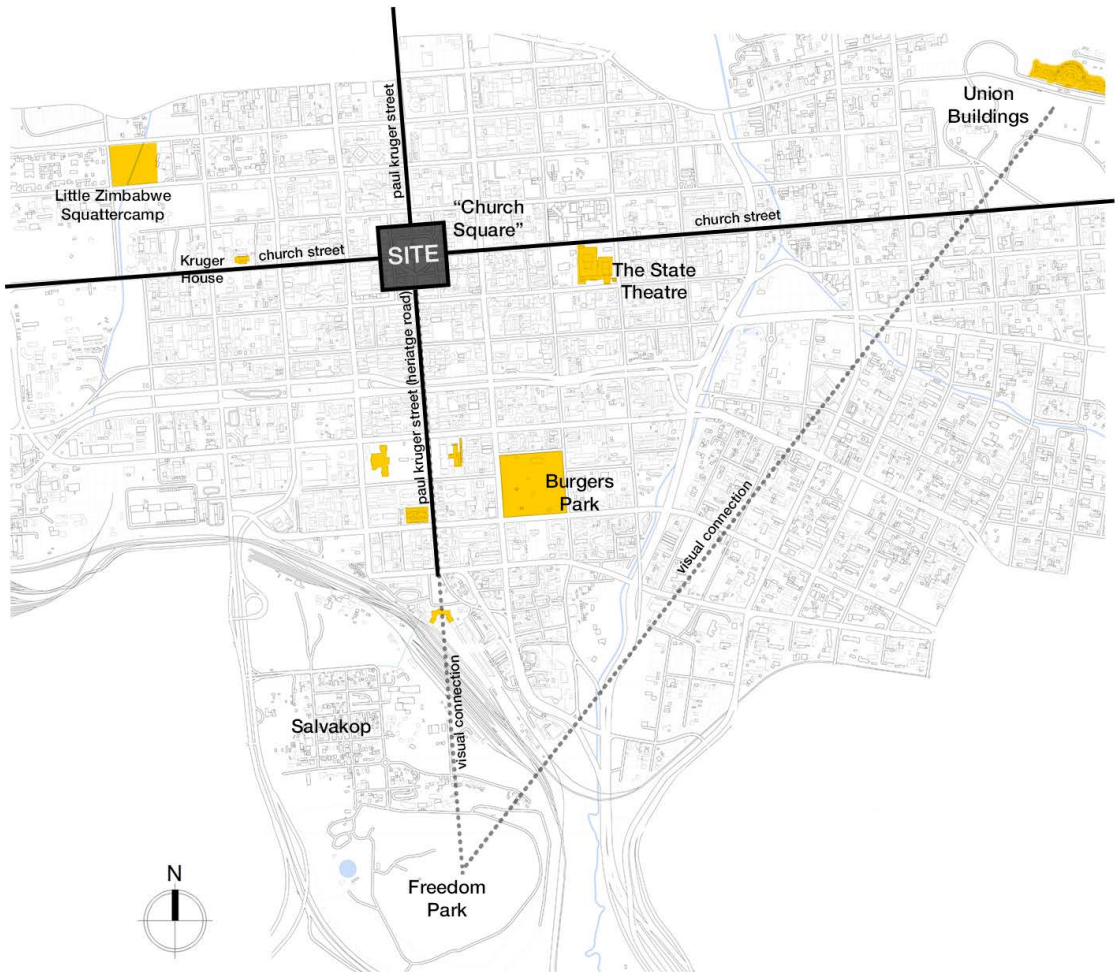 paul kruger street
Union
Buildings
Little Zimbabwe
Squattercamp
“Church
Square”
church street
SITE
church street
Kruger
House
The State
Theatre
paul kruger street (heriatge road)
Burgers
Park
visual connection
visual connection
Salvakop
Freedom
Park
N